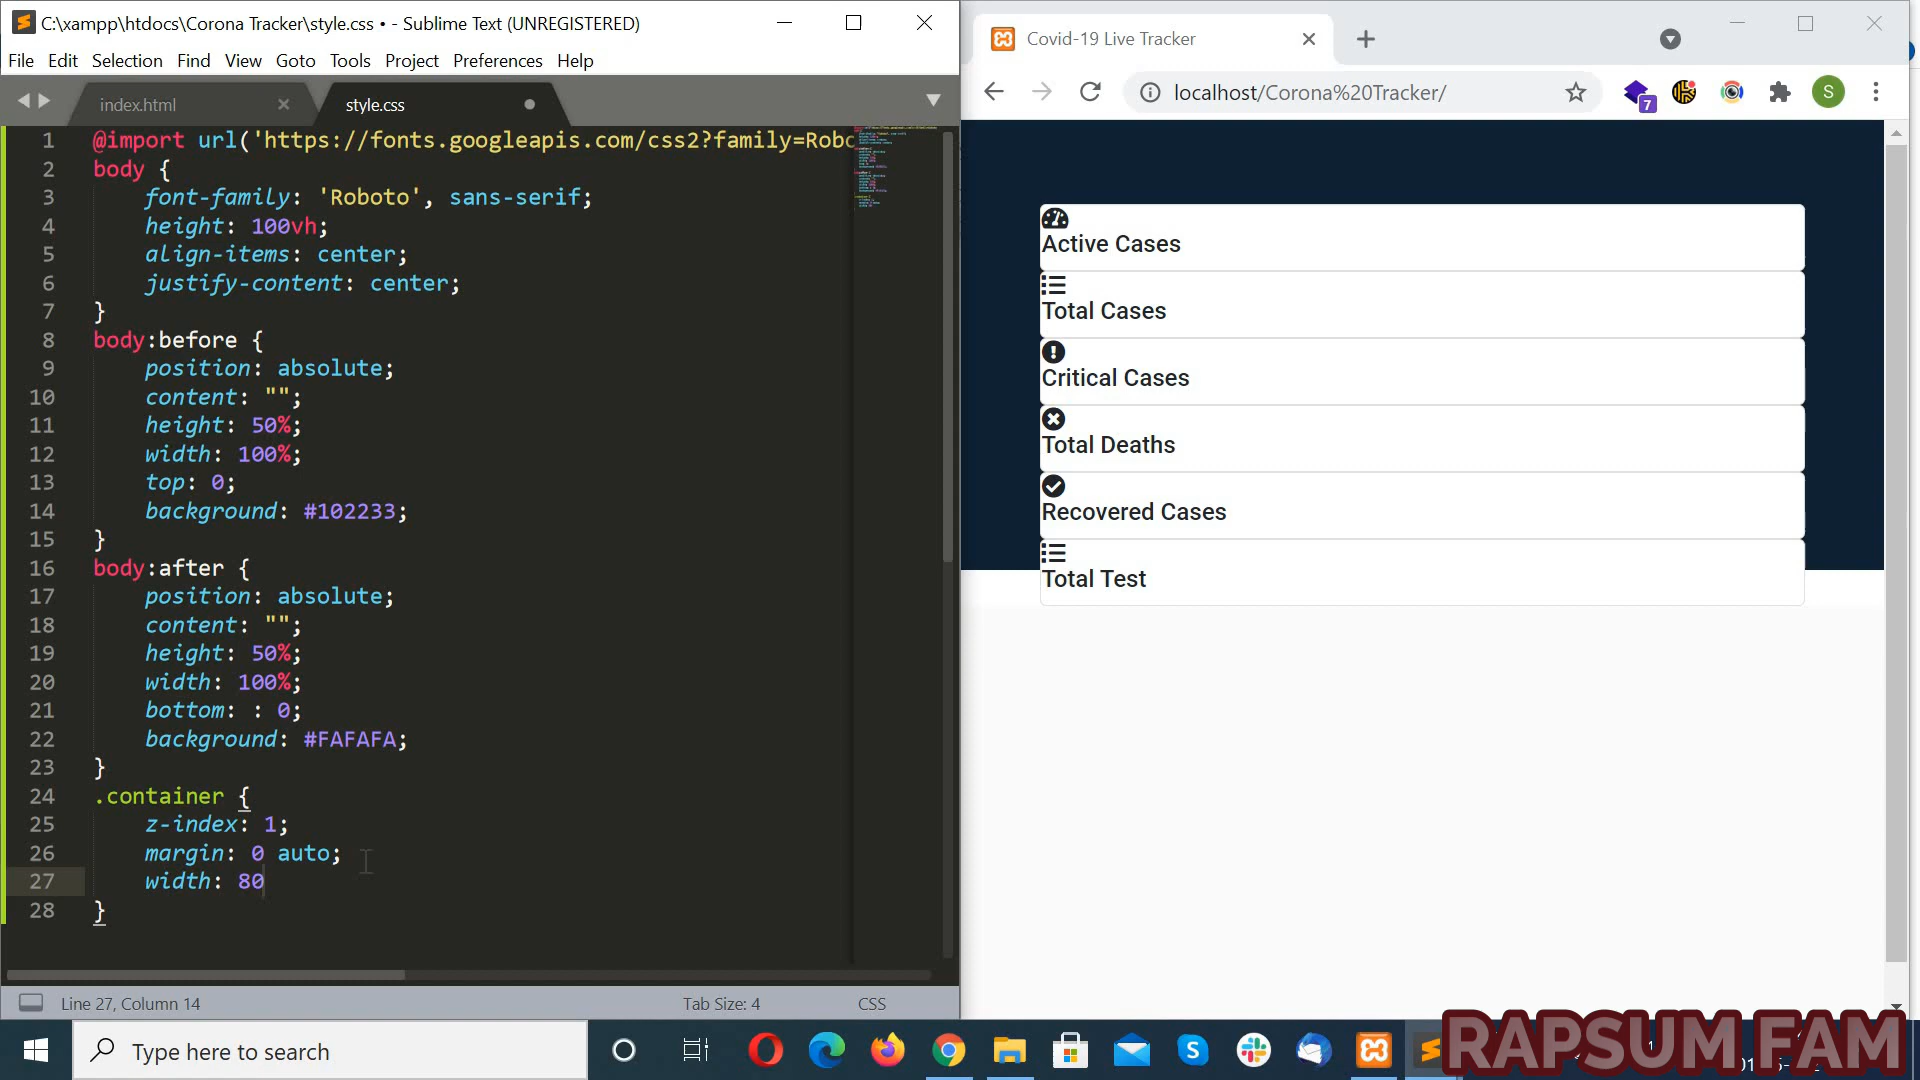 C:\xampp\htdocs\Corona Tracker\style.css • - Sublime Text (UNREGISTERED)
File Edit Selection Find View Goto Tools Project Preferences Help
index.html
style.css
1 @import url('https://fonts.googleapis.com/css2?family=Robo
2 body {
3 font-family: 'Roboto', sans-serif;
4 height: 100vh;
5 align-items: center;
6 justify-content: center;
7 }
8 body:before {
9 position: absolute;
10 content: "";
11 height: 50%;
12 width: 100%;
13 top: 0;
14 background: #102233;
15 }
16 body:after {
17 position: absolute;
18 content: "";
19 height: 50%;
20 width: 100%;
21 bottom: : 0;
22 background: #FAFAFA;
23 }
24 .container {
25 z-index: 1;
26 margin: 0 auto;
27 width: 80
28 }
Line 27, Column 14
Tab Size: 4
CSS
Covid-19 Live Tracker
localhost/Corona%20Tracker/
7
S
Active Cases
Total Cases
Critical Cases
Total Deaths
Recovered Cases
Total Test
Type here to search
RAPSUM FAM